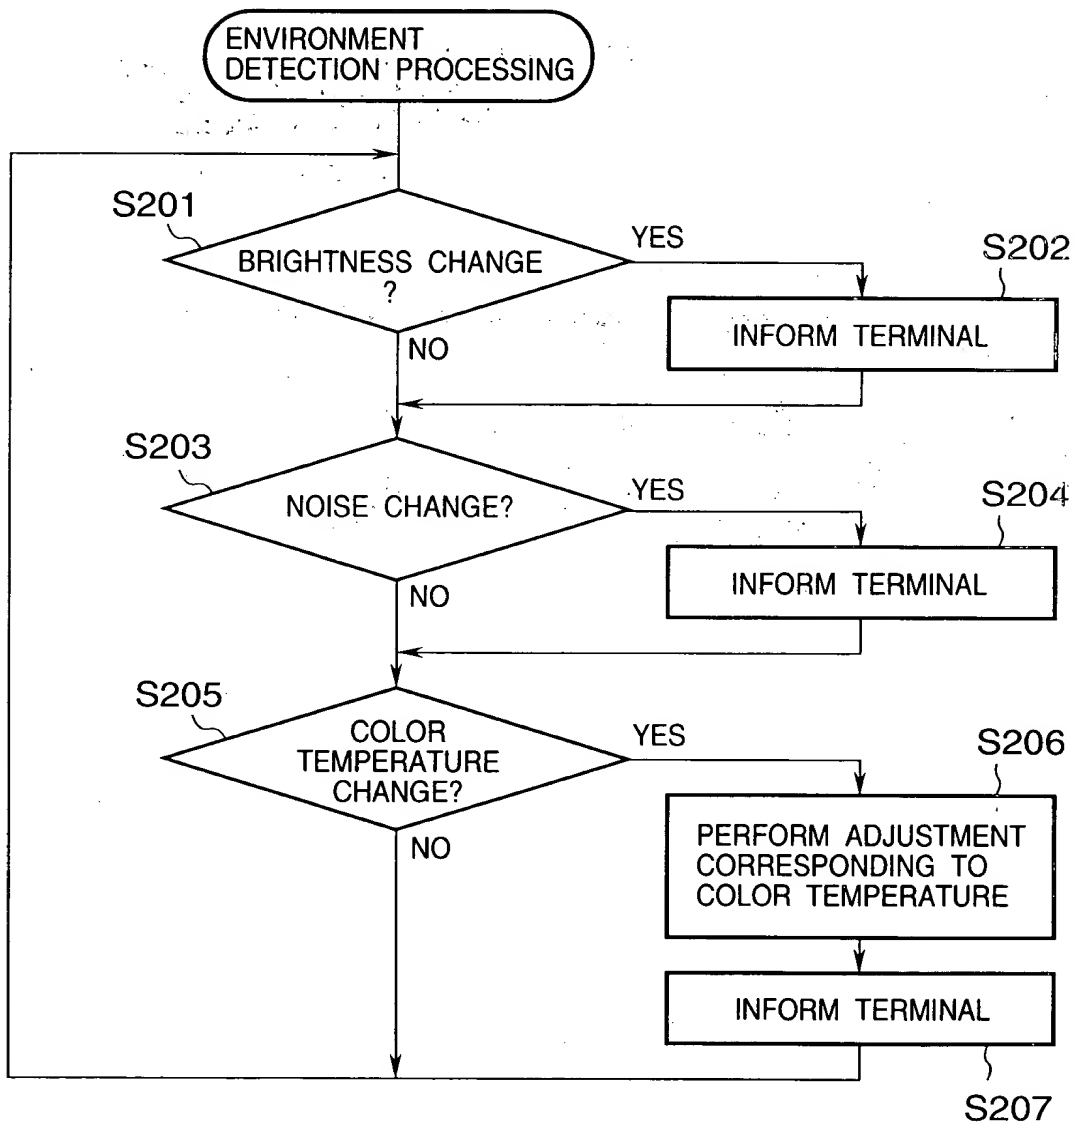 ENVIRONMENT
DETECTION PROCESSING
S201
BRIGHTNESS CHANGE
?
YES
S202
INFORM TERMINAL
NO
S203
NOISE CHANGE?
YES
S204
INFORM TERMINAL
NO
S205
COLOR
TEMPERATURE
CHANGE?
YES
S206
PERFORM ADJUSTMENT
CORRESPONDING TO
COLOR TEMPERATURE
NO
INFORM TERMINAL
S207